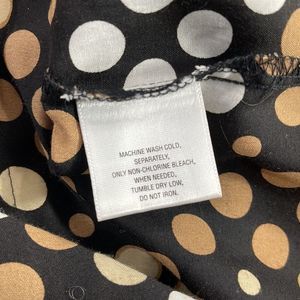 MACHINE WASH COLD,
SEPARATELY,
ONLY NON-CHLORINE BLEACH,
WHEN NEEDED,
TUMBLE DRY LOW,
DO NOT IRON.